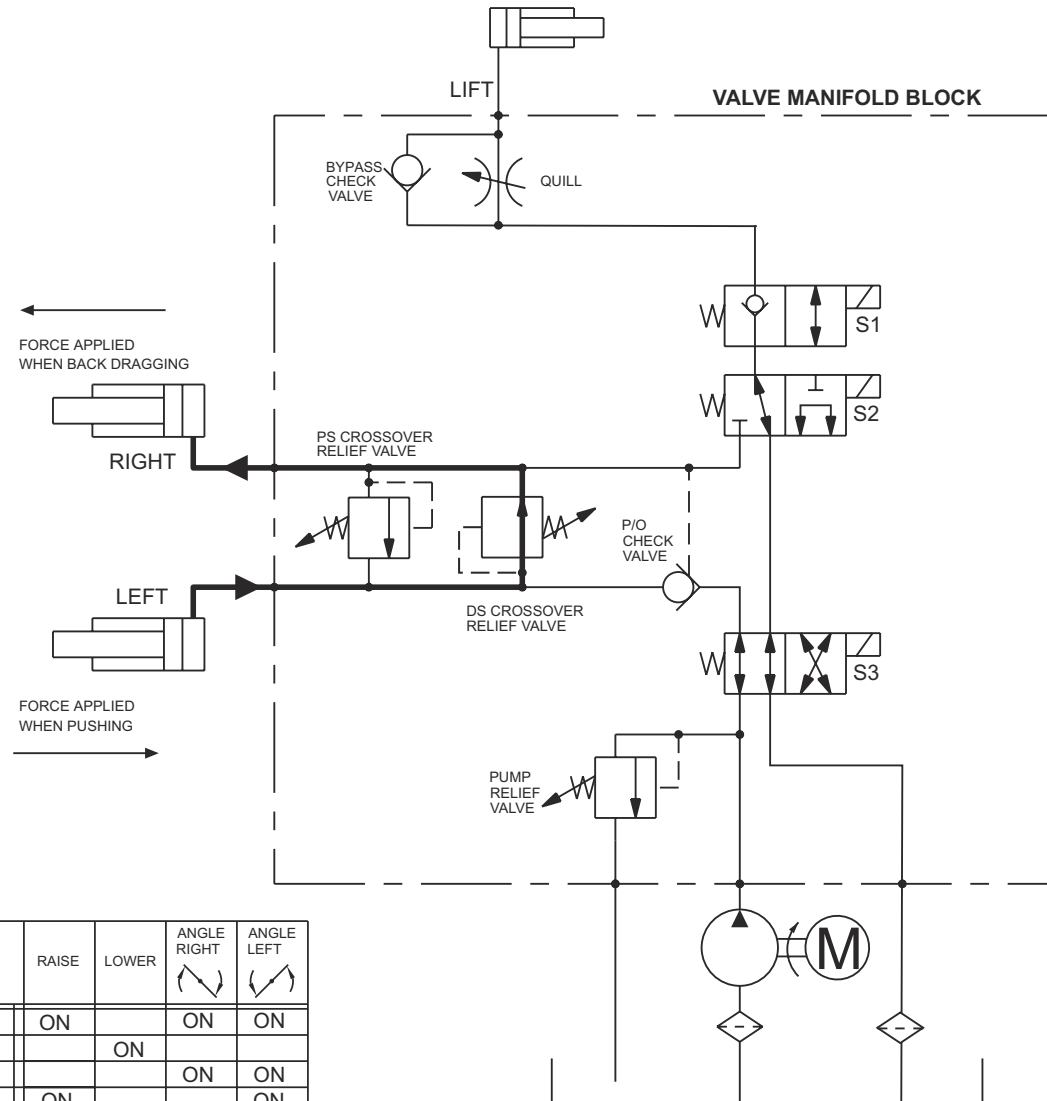 LIFT
VALVE MANIFOLD BLOCK
BYPASS
CHECK
VALVE
QUILL
S1
FORCE APPLIED
WHEN BACK DRAGGING
S2
PS CROSSOVER
RELIEF VALVE
RIGHT
P/O
CHECK
VALVE
LEFT
DS CROSSOVER
RELIEF VALVE
S3
FORCE APPLIED
WHEN PUSHING
PUMP
RELIEF
VALVE
M
RAISE LOWER ANGLE RIGHT ANGLE LEFT
ON ON ON
ON
ON ON
ON ON